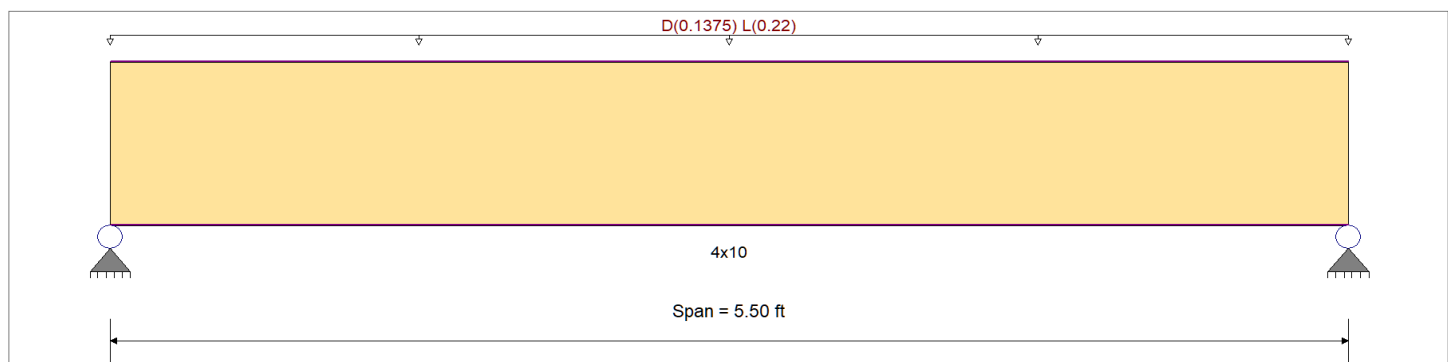 D(0.1375) L(0.22)
4x10
Span = 5.50 ft